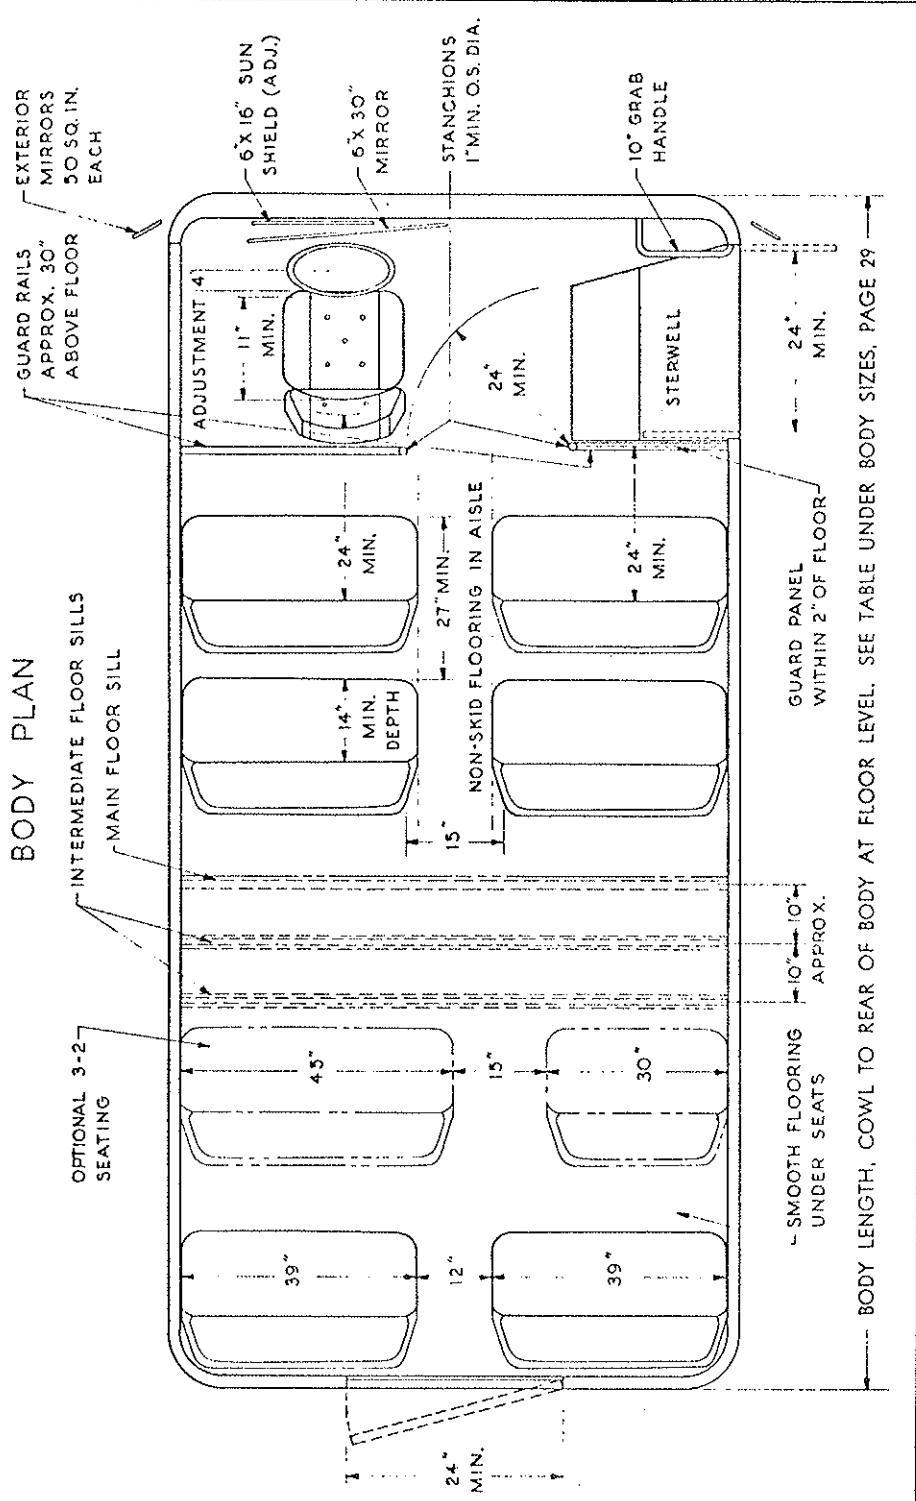 BODY PLAN
EXTERIOR
MIRRORS
50 SQ. IN.
EACH
GUARD RAILS
APPROX. 30"
ABOVE FLOOR
INTERMEDIATE FLOOR SILLS
MAIN FLOOR SILL
OPTIONAL 3-2
SEATING
6"X 16" SUN
SHIELD (ADJ.)
6"X 30"
MIRROR
STANCHIONS
1" MIN. O.S. DIA.
10" GRAB
HANDLE
ADJUSTMENT 4
11"
MIN.
24"
MIN.
STERWELL
24"
MIN.
24"
MIN.
27" MIN.
14"
MIN.
DEPTH
NON-SKID FLOORING IN AISLE
24"
MIN.
15"
45"
15"
30"
39"
12"
39"
24"
MIN.
10"
10"
APPROX.
GUARD PANEL
WITHIN 2" OF FLOOR
SMOOTH FLOORING
UNDER SEATS
BODY LENGTH, COWL TO REAR OF BODY AT FLOOR LEVEL. SEE TABLE UNDER BODY SIZES, PAGE 29